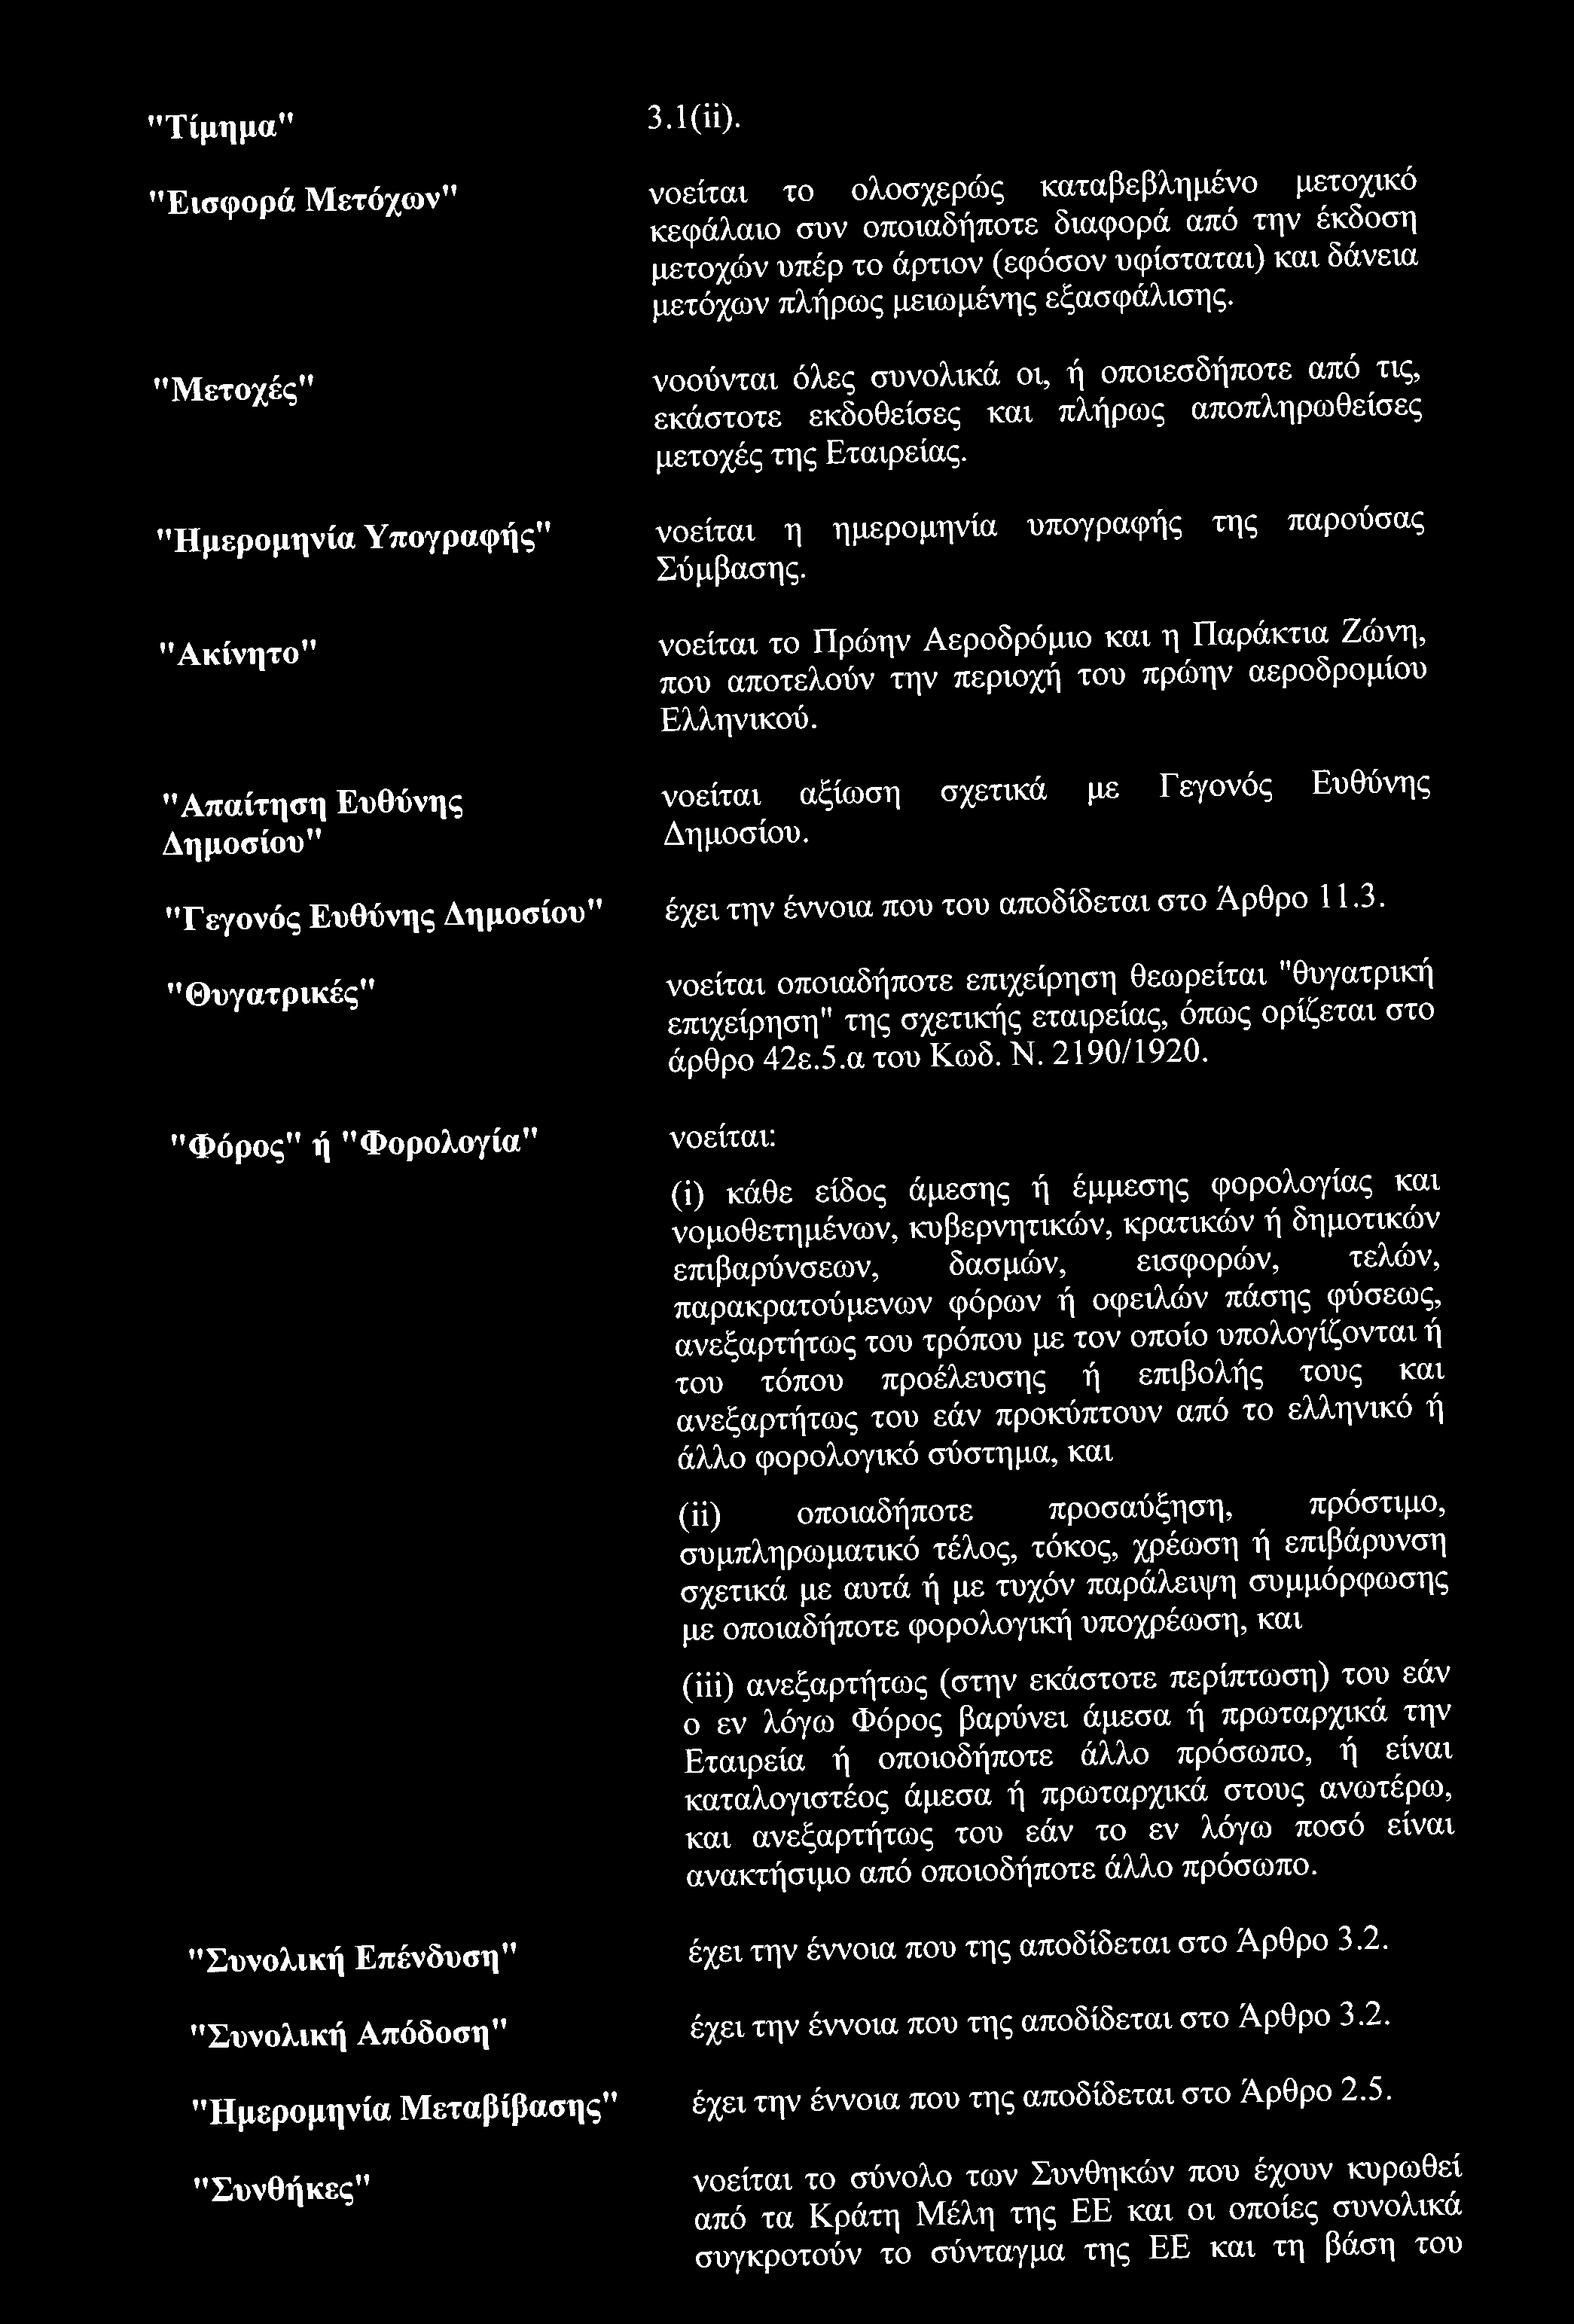 "Τίμημα" 3.1(ii).
"Εισφορά Μετόχων" νοείται το ολοσχερώς καταβεβλημένο μετοχικό
κεφάλαιο συν οποιαδήποτε διαφορά από την έκδοση
μετοχών υπέρ το άρτιον (εφόσον υφίσταται) και δάνεια
μετόχων πλήρως μειωμένης εξασφάλισης.
"Μετοχές" νοούνται όλες συνολικά οι, ή οποιεσδήποτε από τις,
εκάστοτε εκδοθείσες και πλήρως αποπληρωθείσες
μετοχές της Εταιρείας.
"Ημερομηνία Υπογραφής" νοείται η ημερομηνία υπογραφής της παρούσας
Σύμβασης.
"Ακίνητο" νοείται το Πρώην Αεροδρόμιο και η Παράκτια Ζώνη,
που αποτελούν την περιοχή του πρώην αεροδρομίου
Ελληνικού.
"Απαίτηση Ευθύνης νοείται αξίωση σχετικά με Γεγονός Ευθύνης
Δημοσίου" Δημοσίου.
"Γεγονός Ευθύνης Δημοσίου" έχει την έννοια που του αποδίδεται στο Άρθρο 11.3.
"Θυγατρικές" νοείται οποιαδήποτε επιχείρηση θεωρείται "θυγατρική
επιχείρηση" της σχετικής εταιρείας, όπως ορίζεται στο
άρθρο 42ε.5.α του Κωδ. Ν. 2190/1920.
"Φόρος" ή "Φορολογία" νοείται:
(i) κάθε είδος άμεσης ή έμμεσης φορολογίας και
νομοθετημένων, κυβερνητικών, κρατικών ή δημοτικών
επιβαρύνσεων, δασμών, εισφορών, τελών,
παρακρατούμενων φόρων ή οφειλών πάσης φύσεως,
ανεξαρτήτως του τρόπου με τον οποίο υπολογίζονται ή
του τόπου προέλευσης ή επιβολής τους και
ανεξαρτήτως του εάν προκύπτουν από το ελληνικό ή
άλλο φορολογικό σύστημα, και
(ii) οποιαδήποτε προσαύξηση, πρόστιμο,
συμπληρωματικό τέλος, τόκος, χρέωση ή επιβάρυνση
σχετικά με αυτά ή με τυχόν παράλειψη συμμόρφωσης
με οποιαδήποτε φορολογική υποχρέωση, και
(iii) ανεξαρτήτως (στην εκάστοτε περίπτωση) του εάν
ο εν λόγω Φόρος βαρύνει άμεσα ή πρωταρχικά την
Εταιρεία ή οποιοδήποτε άλλο πρόσωπο, ή είναι
καταλογιστέος άμεσα ή πρωταρχικά στους ανωτέρω,
και ανεξαρτήτως του εάν το εν λόγω ποσό είναι
ανακτήσιμο από οποιοδήποτε άλλο πρόσωπο.
"Συνολική Επένδυση" έχει την έννοια που της αποδίδεται στο Άρθρο 3.2.
"Συνολική Απόδοση" έχει την έννοια που της αποδίδεται στο Άρθρο 3.2.
"Ημερομηνία Μεταβίβασης" έχει την έννοια που της αποδίδεται στο Άρθρο 2.5.
"Συνθήκες" νοείται το σύνολο των Συνθηκών που έχουν κυρωθεί
από τα Κράτη Μέλη της ΕΕ και οι οποίες συνολικά
συγκροτούν το σύνταγμα της ΕΕ και τη βάση του